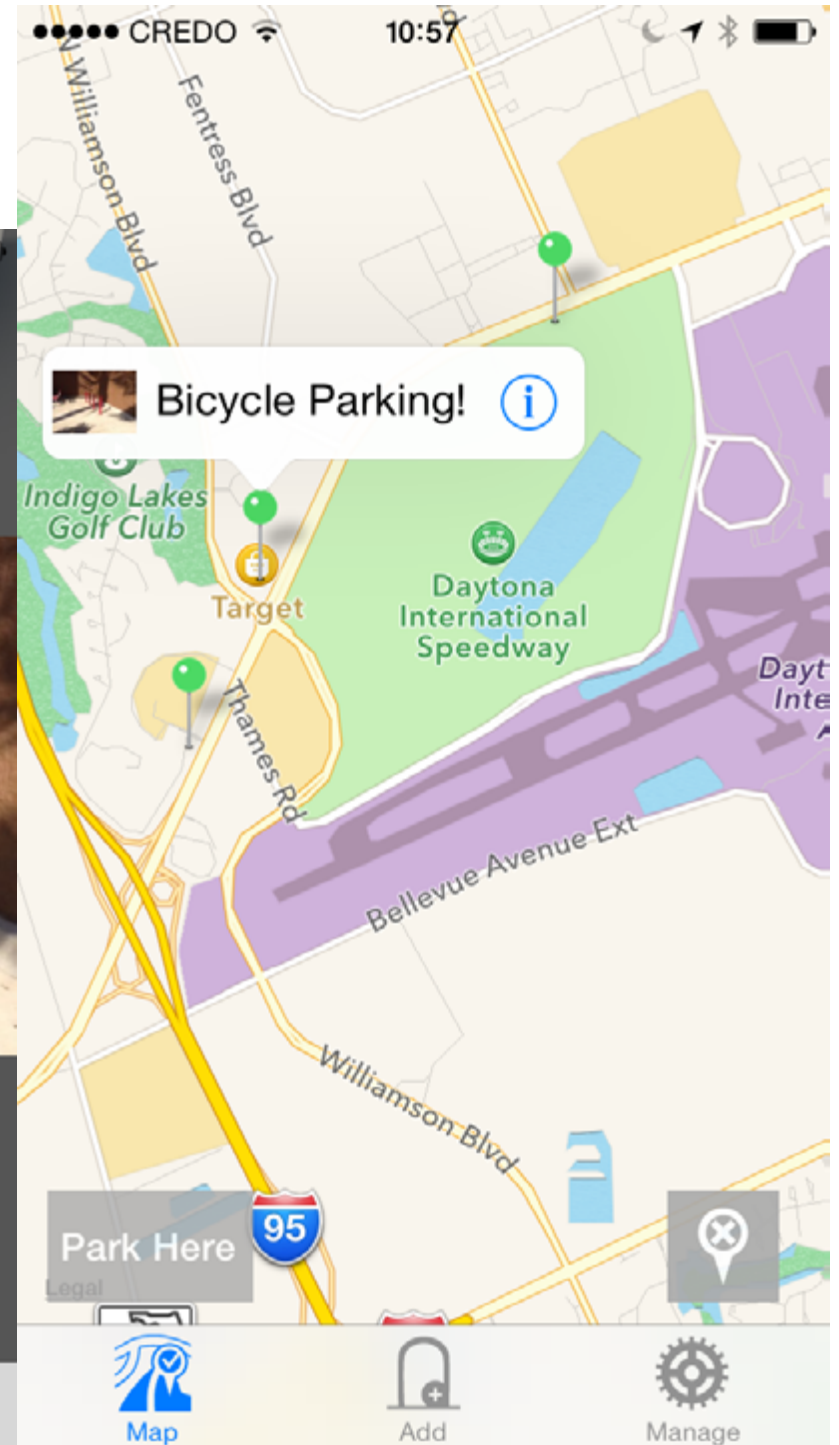 CREDO 10:57
N Williamson Blvd
Fentress Blvd
Bicycle Parking! i
Indigo Lakes
Golf Club
Target
Daytona
International
Speedway
Dayt
Inte
Thames Rd
Bellevue Avenue Ext
Williamson Blvd
Park Here
95
Legal
Map Add Manage